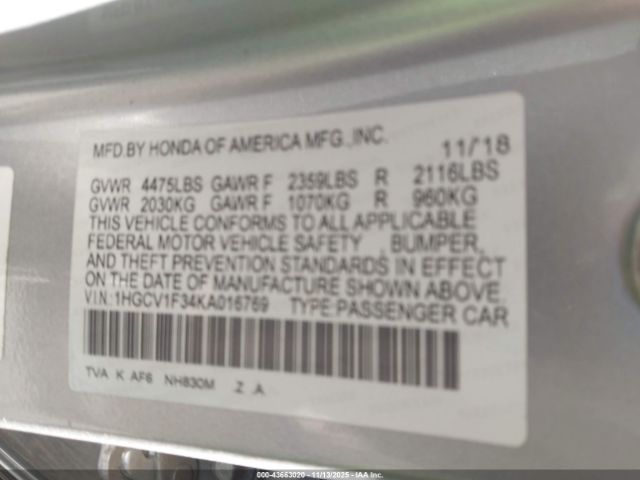 MFD.BY HONDA OF AMERICA MFG.,INC. 11/18
GVWR 4475LBS GAWR F 2359LBS R 2116LBS
GVWR 2030KG GAWR F 1070KG R 960KG
THIS VEHICLE CONFORMS TO ALL APPLICABLE
FEDERAL MOTOR VEHICLE SAFETY BUMPER,
AND THEFT PREVENTION STANDARDS IN EFFECT
ON THE DATE OF MANUFACTURE SHOWN ABOVE.
V.I.N.:1HGCV1F34KA016769 TYPE:PASSENGER CAR
TVA K AF6 NH830M .Z .A
000-43663020 - 11/13/2025 - IAA Inc.